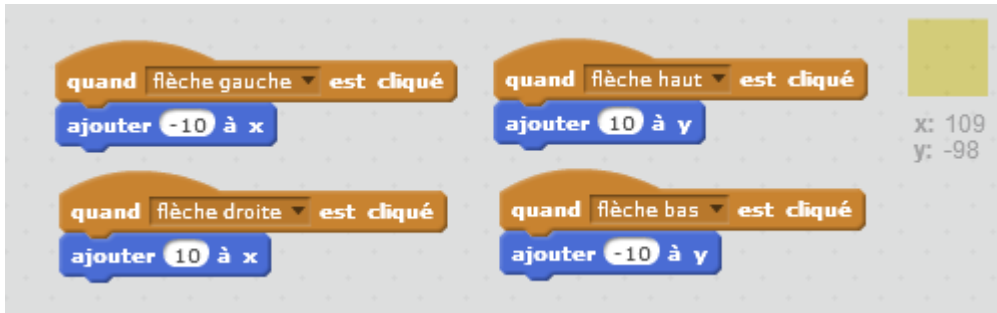 quand flèche gauche est cliqué
ajouter -10 à x
quand flèche droite est cliqué
ajouter 10 à x
quand flèche haut est cliqué
ajouter 10 à y
quand flèche bas est cliqué
ajouter -10 à y
x: 109
y: -98